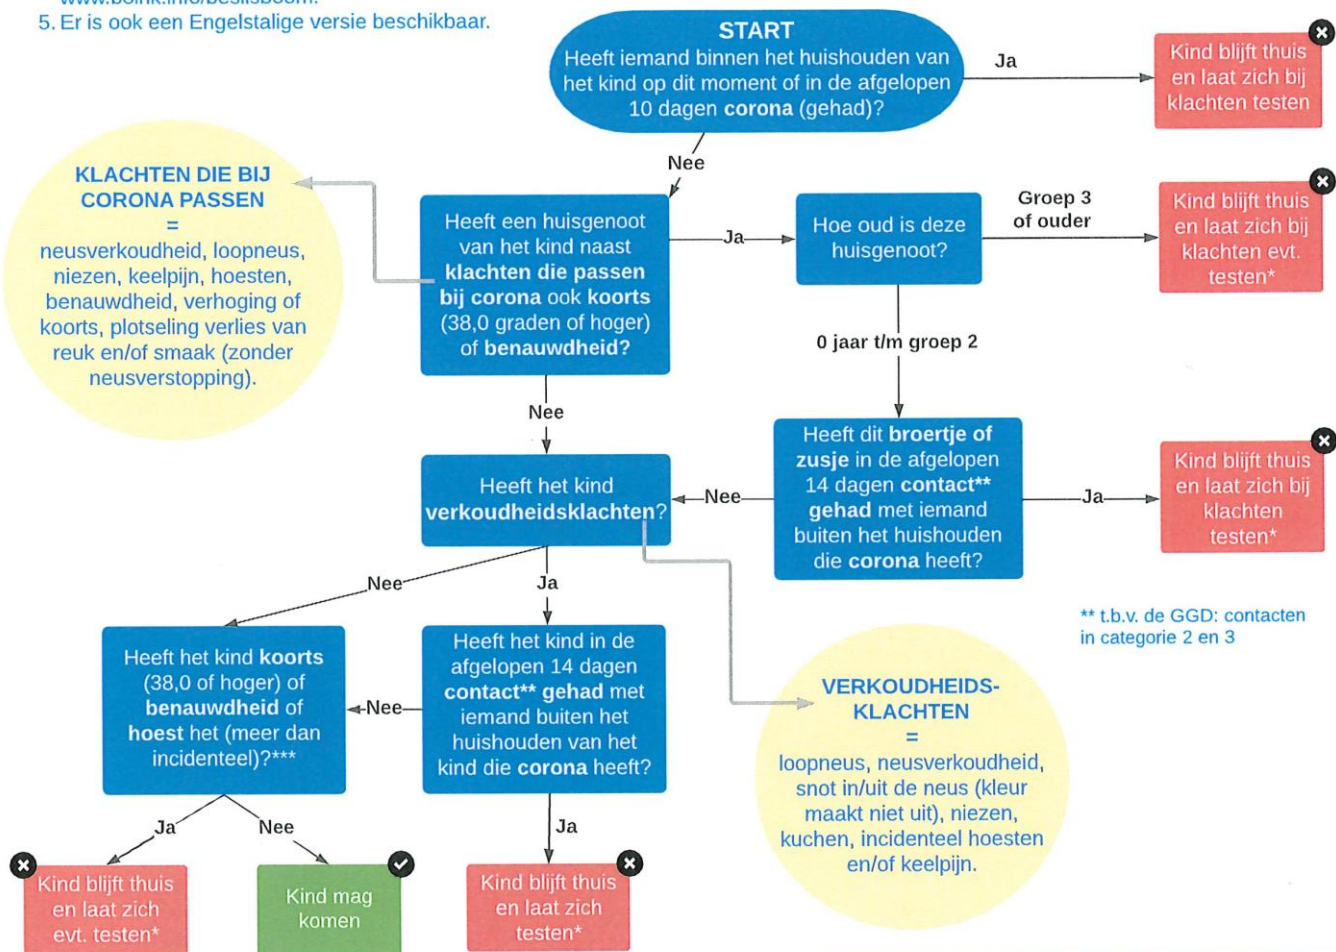 www.boink.info/beslisboom.
5. Er is ook een Engelstalige versie beschikbaar.
START
Heeft iemand binnen het huishouden van
het kind op dit moment of in de afgelopen
10 dagen corona (gehad)?
Ja
Kind blijft thuis
en laat zich bij
klachten testen
Nee
KLACHTEN DIE BIJ
CORONA PASSEN
=
neusverkoudheid, loopneus,
niezen, keelpijn, hoesten,
benauwdheid, verhoging of
koorts, plotseling verlies van
reuk en/of smaak (zonder
neusverstopping).
Heeft een huisgenoot
van het kind naast
klachten die passen
bij corona ook koorts
(38,0 graden of hoger)
of benauwdheid?
Ja
Hoe oud is deze
huisgenoot?
Groep 3
of ouder
Kind blijft thuis
en laat zich bij
klachten evt.
testen*
0 jaar t/m groep 2
Nee
Heeft dit broertje of
zusje in de afgelopen
14 dagen contact**
gehad met iemand
buiten het huishouden
die corona heeft?
Ja
Kind blijft thuis
en laat zich bij
klachten
testen*
Nee
Heeft het kind
verkoudheidsklachten?
** t.b.v. de GGD: contacten
in categorie 2 en 3
Nee
Ja
Heeft het kind koorts
(38,0 of hoger) of
benauwdheid of
hoest het (meer dan
incidenteel)?***
Nee
Heeft het kind in de
afgelopen 14 dagen
contact** gehad met
iemand buiten het
huishouden van het
kind die corona heeft?
VERKOUDHEIDS-
KLACHTEN
=
loopneus, neusverkoudheid,
snot in/uit de neus (kleur
maakt niet uit), niezen,
kuchen, incidenteel hoesten
en/of keelpijn.
Ja
Nee
Ja
Kind blijft thuis
en laat zich
evt. testen*
Kind mag
komen
Kind blijft thuis
en laat zich
testen*